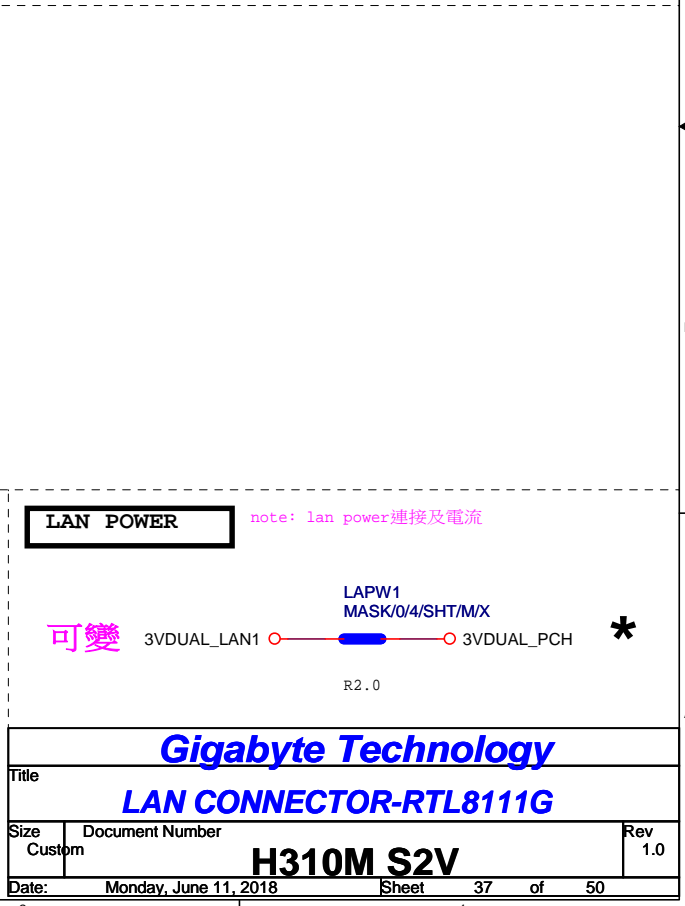 LAN POWER
note: lan power連接及電流
LAPW1
MASK/0/4/SHT/M/X
可變
3VDUAL_LAN1
3VDUAL_PCH
*
R2.0
Gigabyte Technology
Title
LAN CONNECTOR-RTL8111G
Size
Document Number
Rev
Custom
H310M S2V
1.0
Date:
Monday, June 11, 2018
Sheet
37
of
50